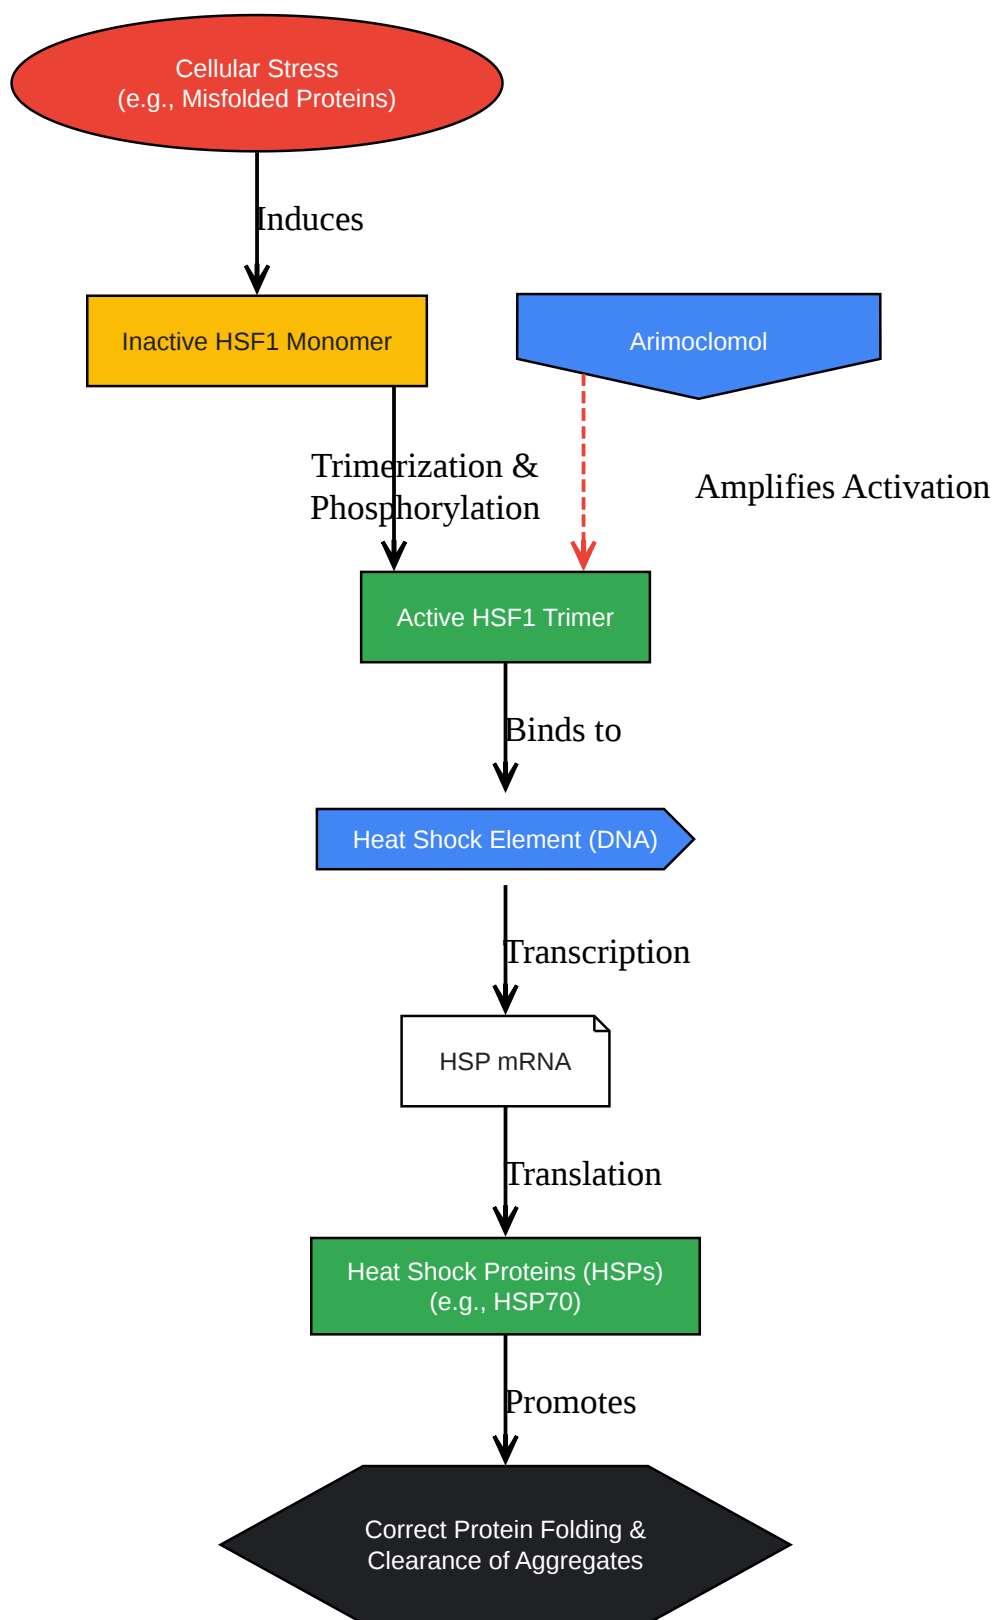 Cellular Stress
(e.g., Misfolded Proteins)
Induces
Inactive HSF1 Monomer
Arimoclomol
Trimerization &
Phosphorylation
Amplifies Activation
Active HSF1 Trimer
Binds to
Heat Shock Element (DNA)
Transcription
HSP mRNA
Translation
Heat Shock Proteins (HSPs)
(e.g., HSP70)
Promotes
Correct Protein Folding &
Clearance of Aggregates